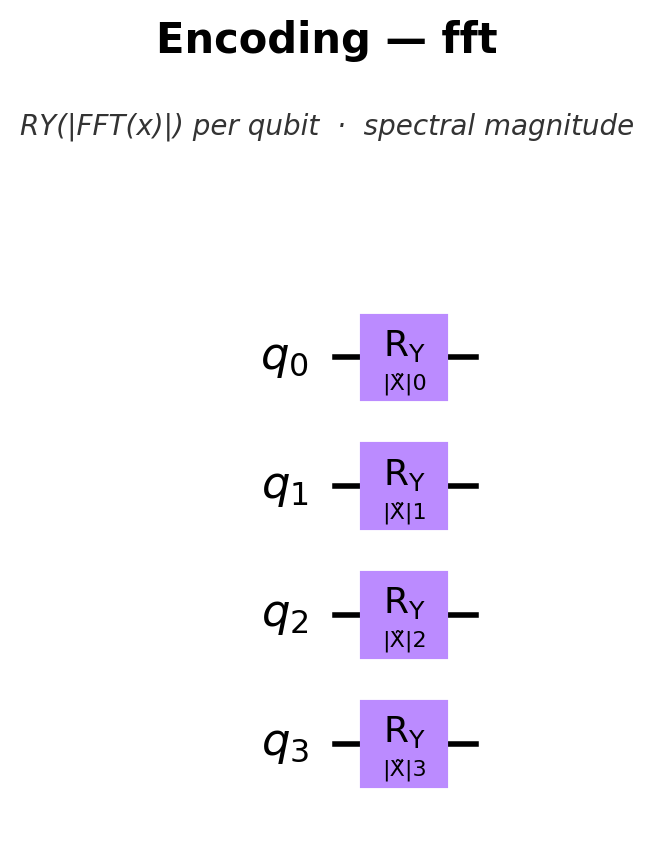 Encoding — fft
RY(|FFT(x)|) per qubit · spectral magnitude
q0
RY
|X̃|0
q1
RY
|X̃|1
q2
RY
|X̃|2
q3
RY
|X̃|3